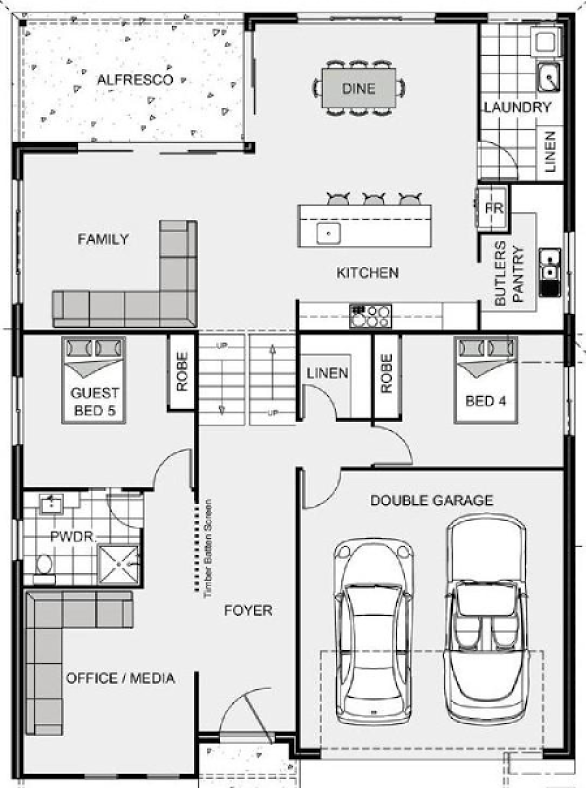 ALFRESCO
DINE
LAUNDRY
LINEN
FR
FAMILY
KITCHEN
BUTLERS
PANTRY
UP
UP
ROBE
LINEN
ROBE
GUEST
BED 5
BED 4
PWDR.
Timber Batten Screen
DOUBLE GARAGE
FOYER
OFFICE / MEDIA